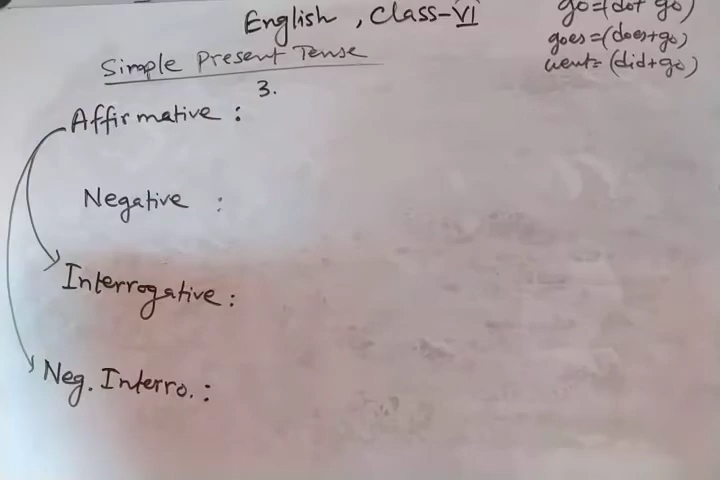 English, Class-VI
go=(do+ go)
goes=(does+go)
went=(did+go)
Simple Present Tense
3.
Affirmative :
Negative :
Interrogative :
Neg. Interro. :